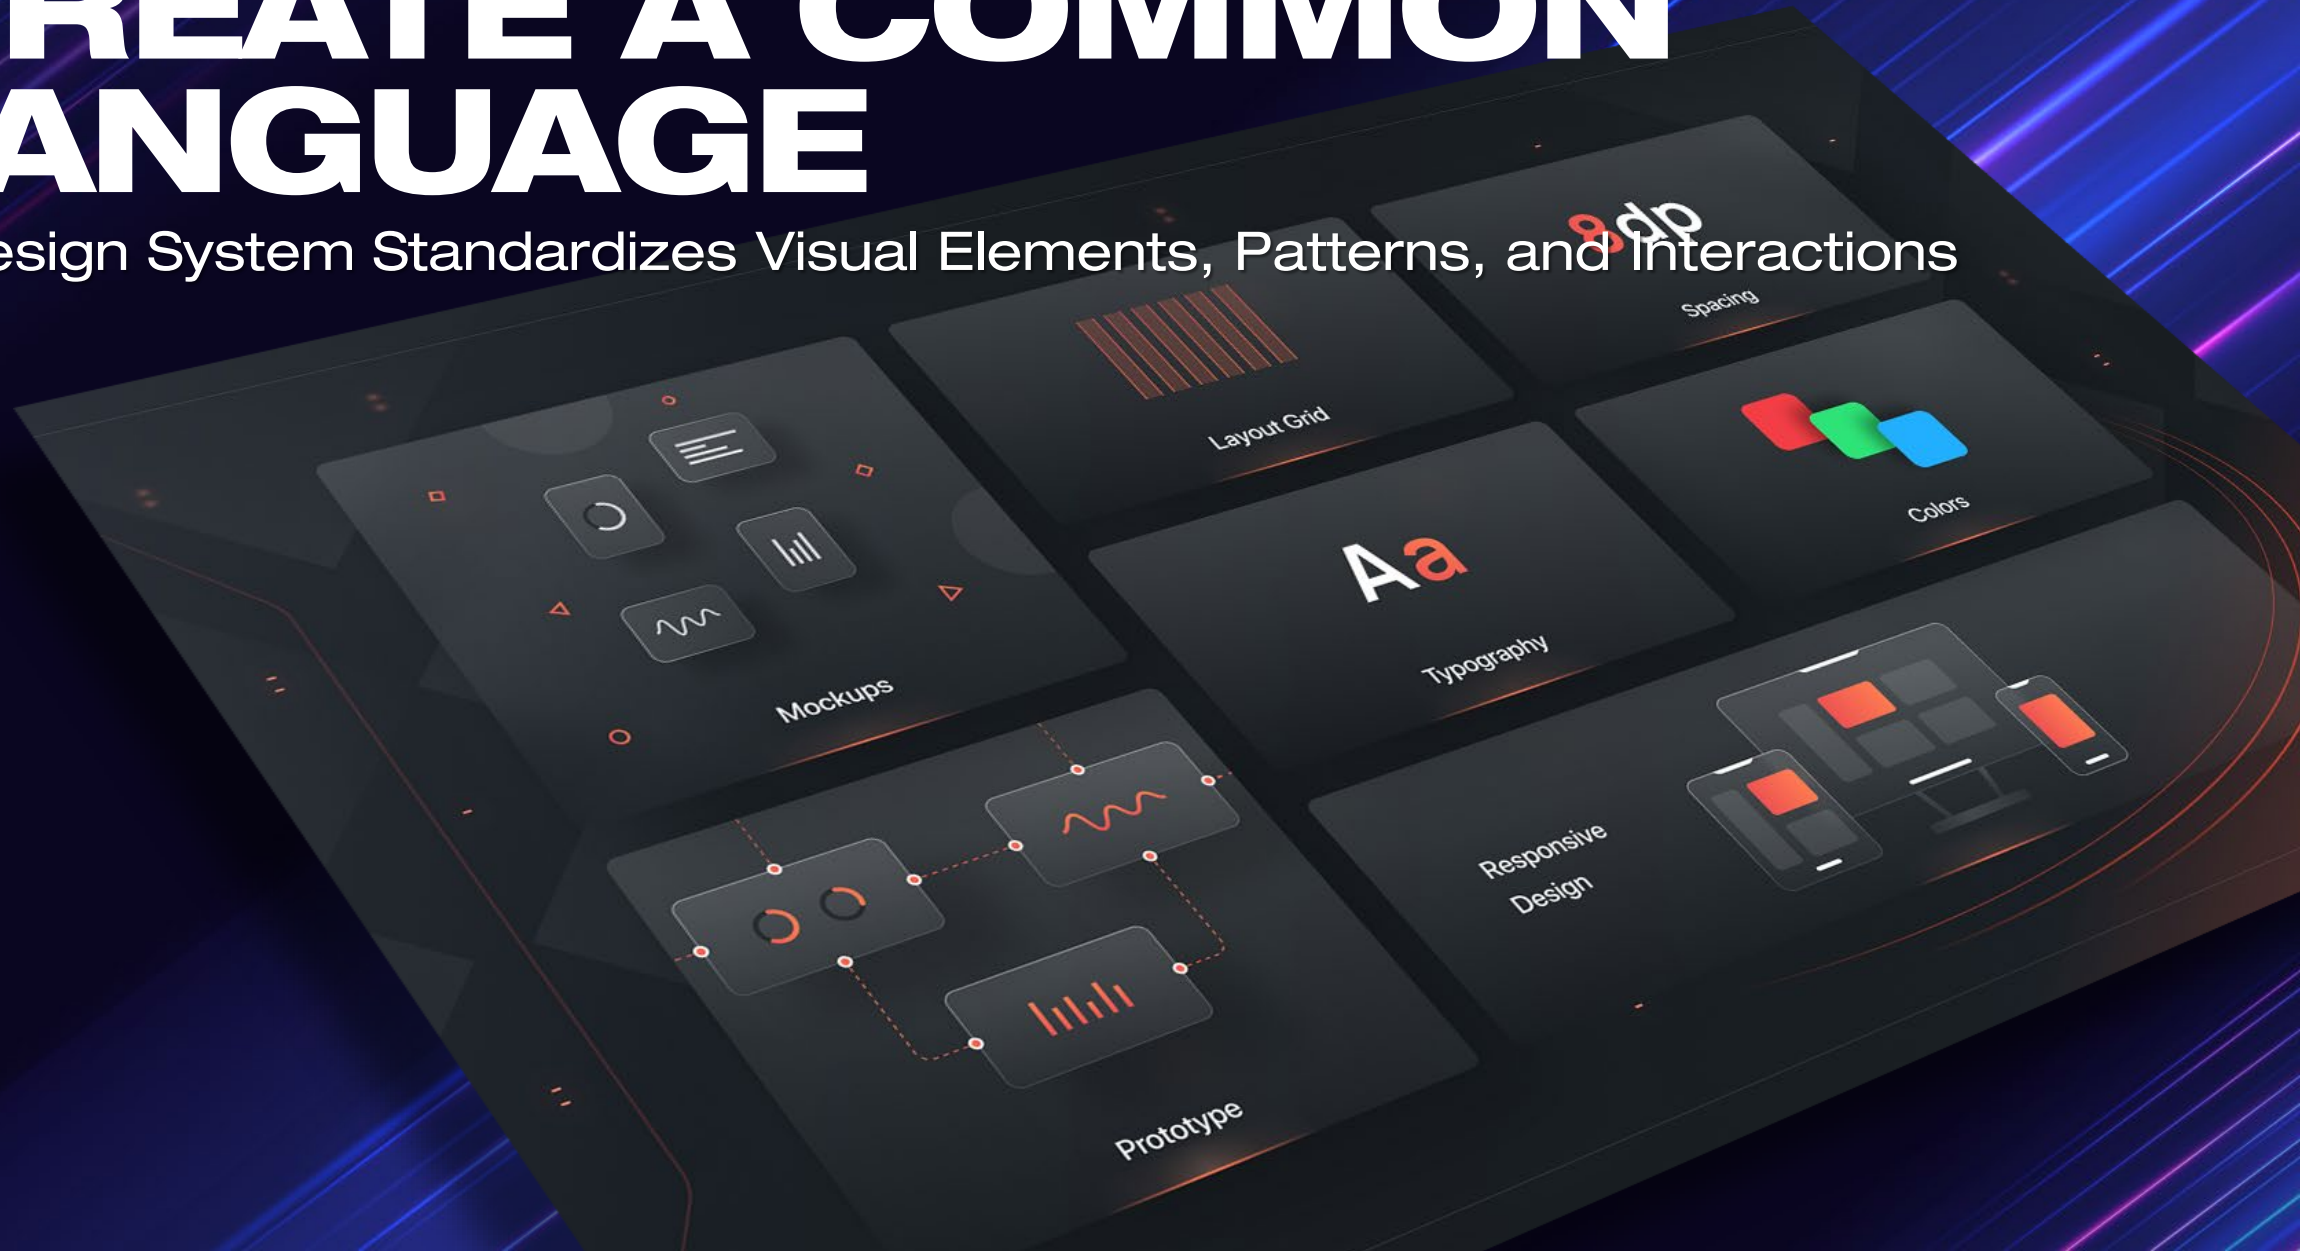 REATE A COMMON
ANGUAGE
esign System Standardizes Visual Elements, Patterns, and Interactions
8dp
Spacing
Layout Grid
Colors
Aa
Typography
Mockups
Responsive
Design
Prototype